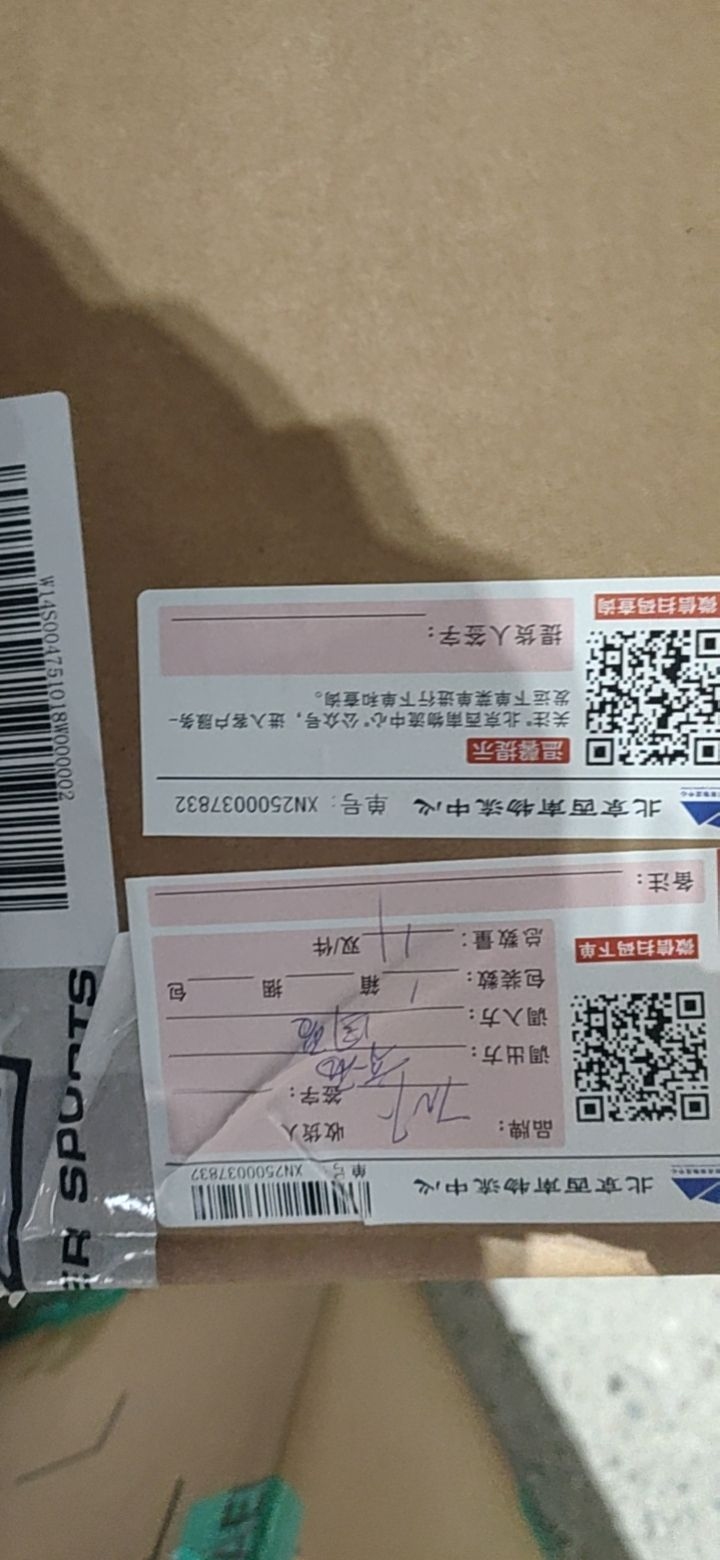 北京西南物流中心
单号 XN2500037832
品牌：
收货人
签字：
调出方：
调入方：
包装数： 1 箱 捆 包
总数量： 双/件
微信扫码下单
备注：
北京西南物流中心 单号：XN2500037832
温馨提示
关注"北京西南物流中心"公众号，进入客户服务-
发运下单菜单进行下单和查询。
提货人签字：
微信扫码查询
W14S004751018W000002
ER SPORTS